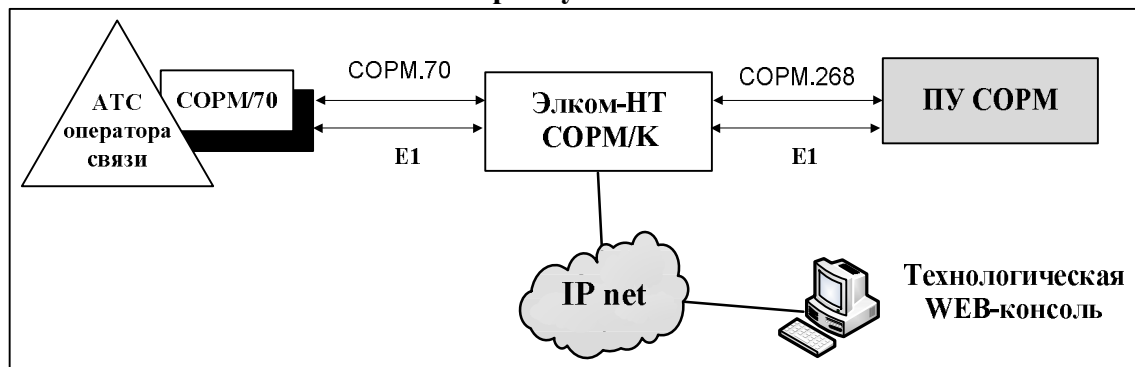 АТС
оператора
связи
СОРМ/70
СОРМ.70
Е1
Элком-НТ
СОРМ/К
СОРМ.268
Е1
ПУ СОРМ
IP net
Технологическая
WEB-консоль